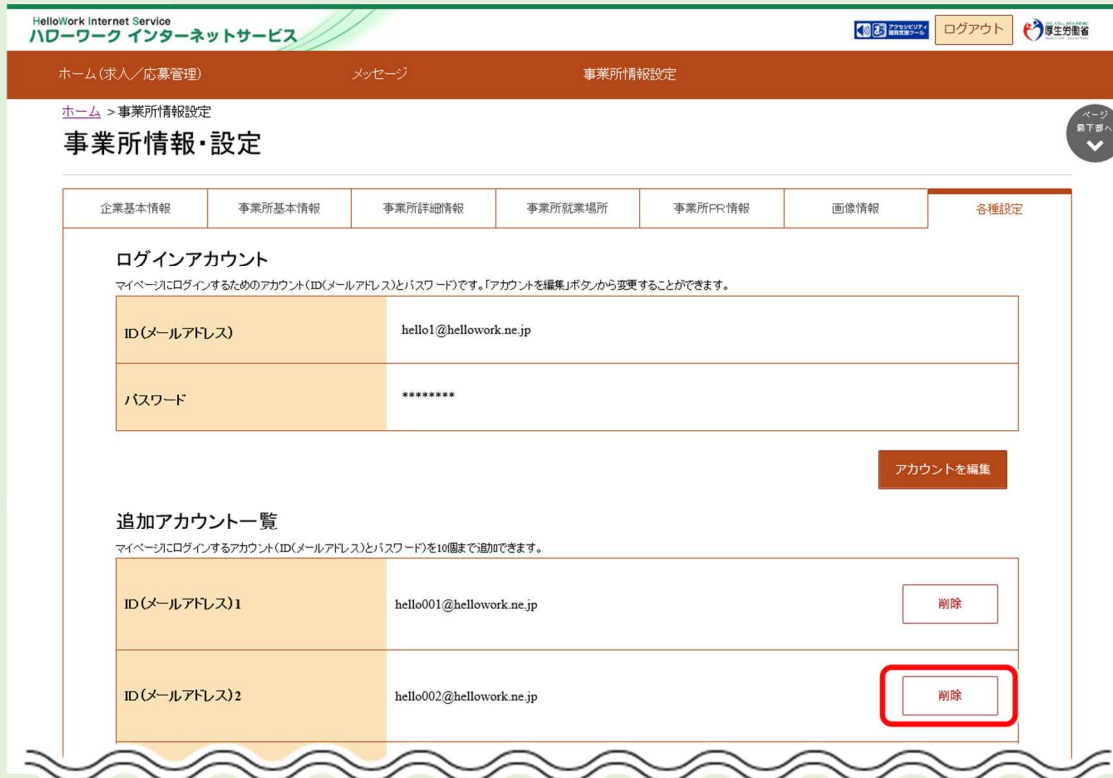 HelloWork Internet Service
ハローワーク インターネットサービス
ログアウト
厚生労働省
ホーム(求人/応募管理)
メッセージ
事業所情報設定
ホーム >事業所情報設定
事業所情報・設定
ページ
最下部へ
企業基本情報
事業所基本情報
事業所詳細情報
事業所就業場所
事業所PR情報
画像情報
各種設定
ログインアカウント
マイページにログインするためのアカウント(ID(メールアドレス)とパスワード)です。「アカウントを編集」ボタンから変更することができます。
ID(メールアドレス)
hello1@hellowork.ne.jp
パスワード
********
アカウントを編集
追加アカウント一覧
マイページにログインするアカウント(ID(メールアドレス)とパスワード)を10個まで追加できます。
ID(メールアドレス)1
hello001@hellowork.ne.jp
削除
ID(メールアドレス)2
hello002@hellowork.ne.jp
削除